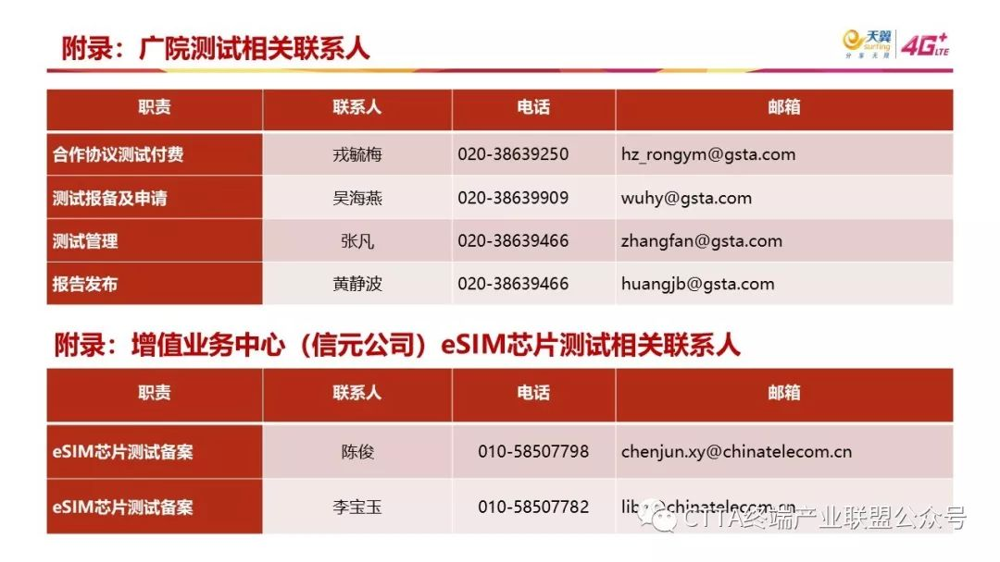 附录：广院测试相关联系人
天翼
surfing
分享无限
4G+
LTE
职责 联系人 电话 邮箱
合作协议测试付费 戎毓梅 020-38639250 hz_rongym@gsta.com
测试报备及申请 吴海燕 020-38639909 wuhy@gsta.com
测试管理 张凡 020-38639466 zhangfan@gsta.com
报告发布 黄静波 020-38639466 huangjb@gsta.com
附录：增值业务中心（信元公司）eSIM芯片测试相关联系人
职责 联系人 电话 邮箱
eSIM芯片测试备案 陈俊 010-58507798 chenjun.xy@chinatelecom.cn
eSIM芯片测试备案 李宝玉 010-58507782
CTTA终端产业联盟公众号